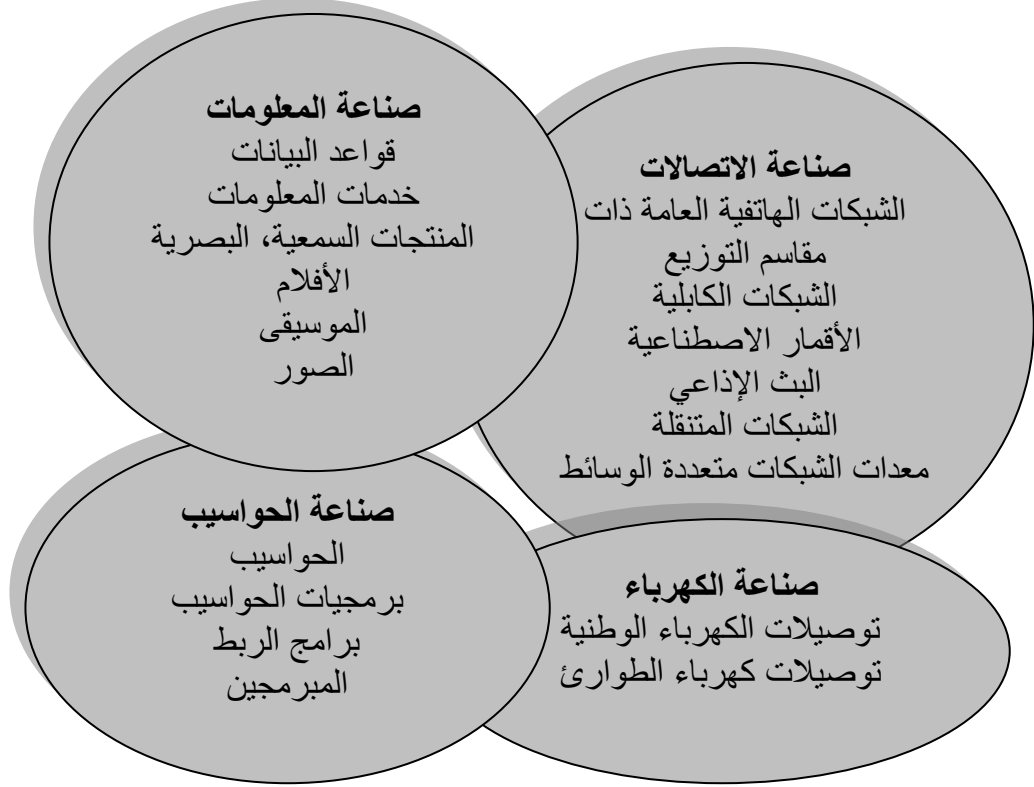 صناعة المعلومات
قواعد البيانات
خدمات المعلومات
المنتجات السمعية، البصرية
الأفلام
الموسيقى
الصور
صناعة الاتصالات
الشبكات الهاتفية العامة ذات
مقاسم التوزيع
الشبكات الكابلية
الأقمار الاصطناعية
البث الإذاعي
الشبكات المتنقلة
معدات الشبكات متعددة الوسائط
صناعة الحواسيب
الحواسيب
برمجيات الحواسيب
برامج الربط
المبرمجين
صناعة الكهرباء
توصيلات الكهرباء الوطنية
توصيلات كهرباء الطوارئ